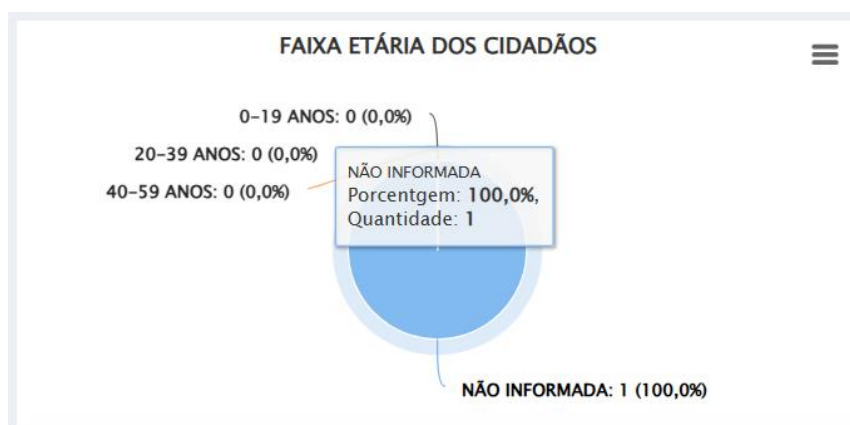 FAIXA ETÁRIA DOS CIDADÃOS
0-19 ANOS: 0 (0,0%)
20-39 ANOS: 0 (0,0%)
40-59 ANOS: 0 (0,0%)
NÃO INFORMADA
Porcentgem: 100,0%,
Quantidade: 1
NÃO INFORMADA: 1 (100,0%)